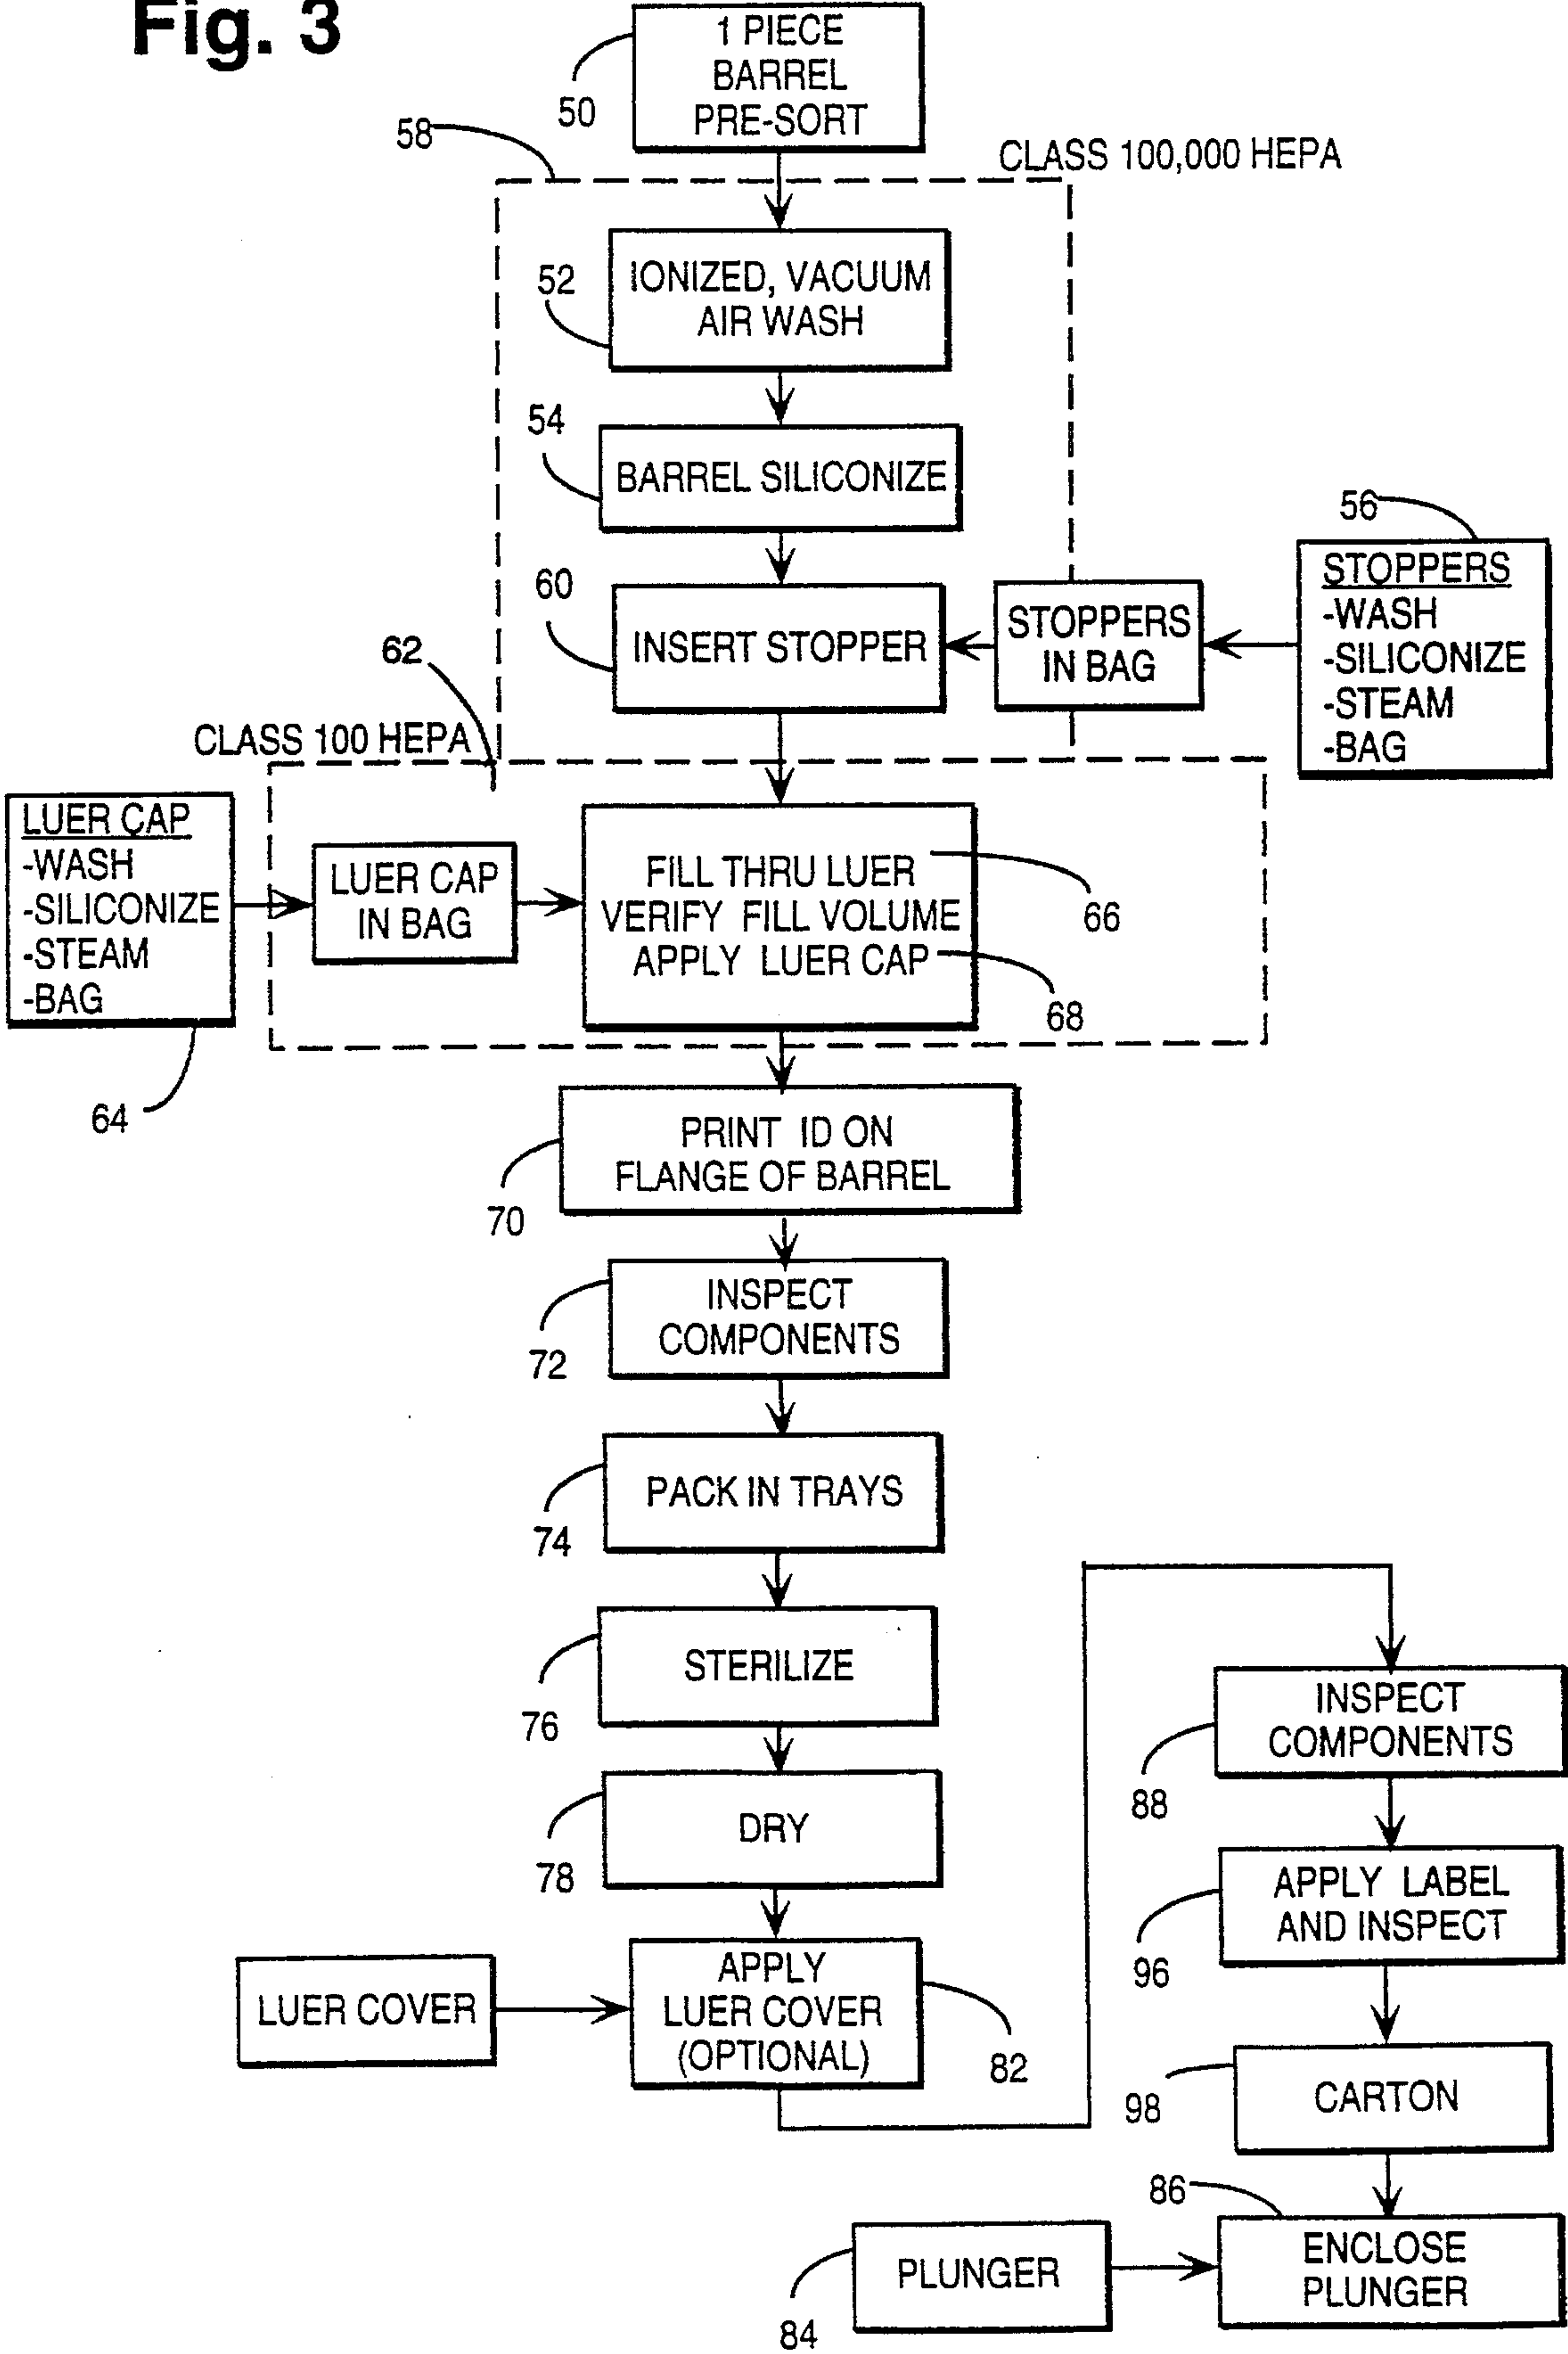 Fig. 3
1 PIECE
BARREL
PRE-SORT
50
58
CLASS 100,000 HEPA
IONIZED, VACUUM
AIR WASH
52
BARREL SILICONIZE
54
INSERT STOPPER
60
STOPPERS
IN BAG
56
STOPPERS
-WASH
-SILICONIZE
-STEAM
-BAG
62
CLASS 100 HEPA
LUER CAP
-WASH
-SILICONIZE
-STEAM
-BAG
64
LUER CAP
IN BAG
FILL THRU LUER
VERIFY FILL VOLUME
APPLY LUER CAP
66
68
PRINT ID ON
FLANGE OF BARREL
70
INSPECT
COMPONENTS
72
PACK IN TRAYS
74
STERILIZE
76
DRY
78
LUER COVER
APPLY
LUER COVER
(OPTIONAL)
82
INSPECT
COMPONENTS
88
APPLY LABEL
AND INSPECT
96
CARTON
98
86
ENCLOSE
PLUNGER
PLUNGER
84